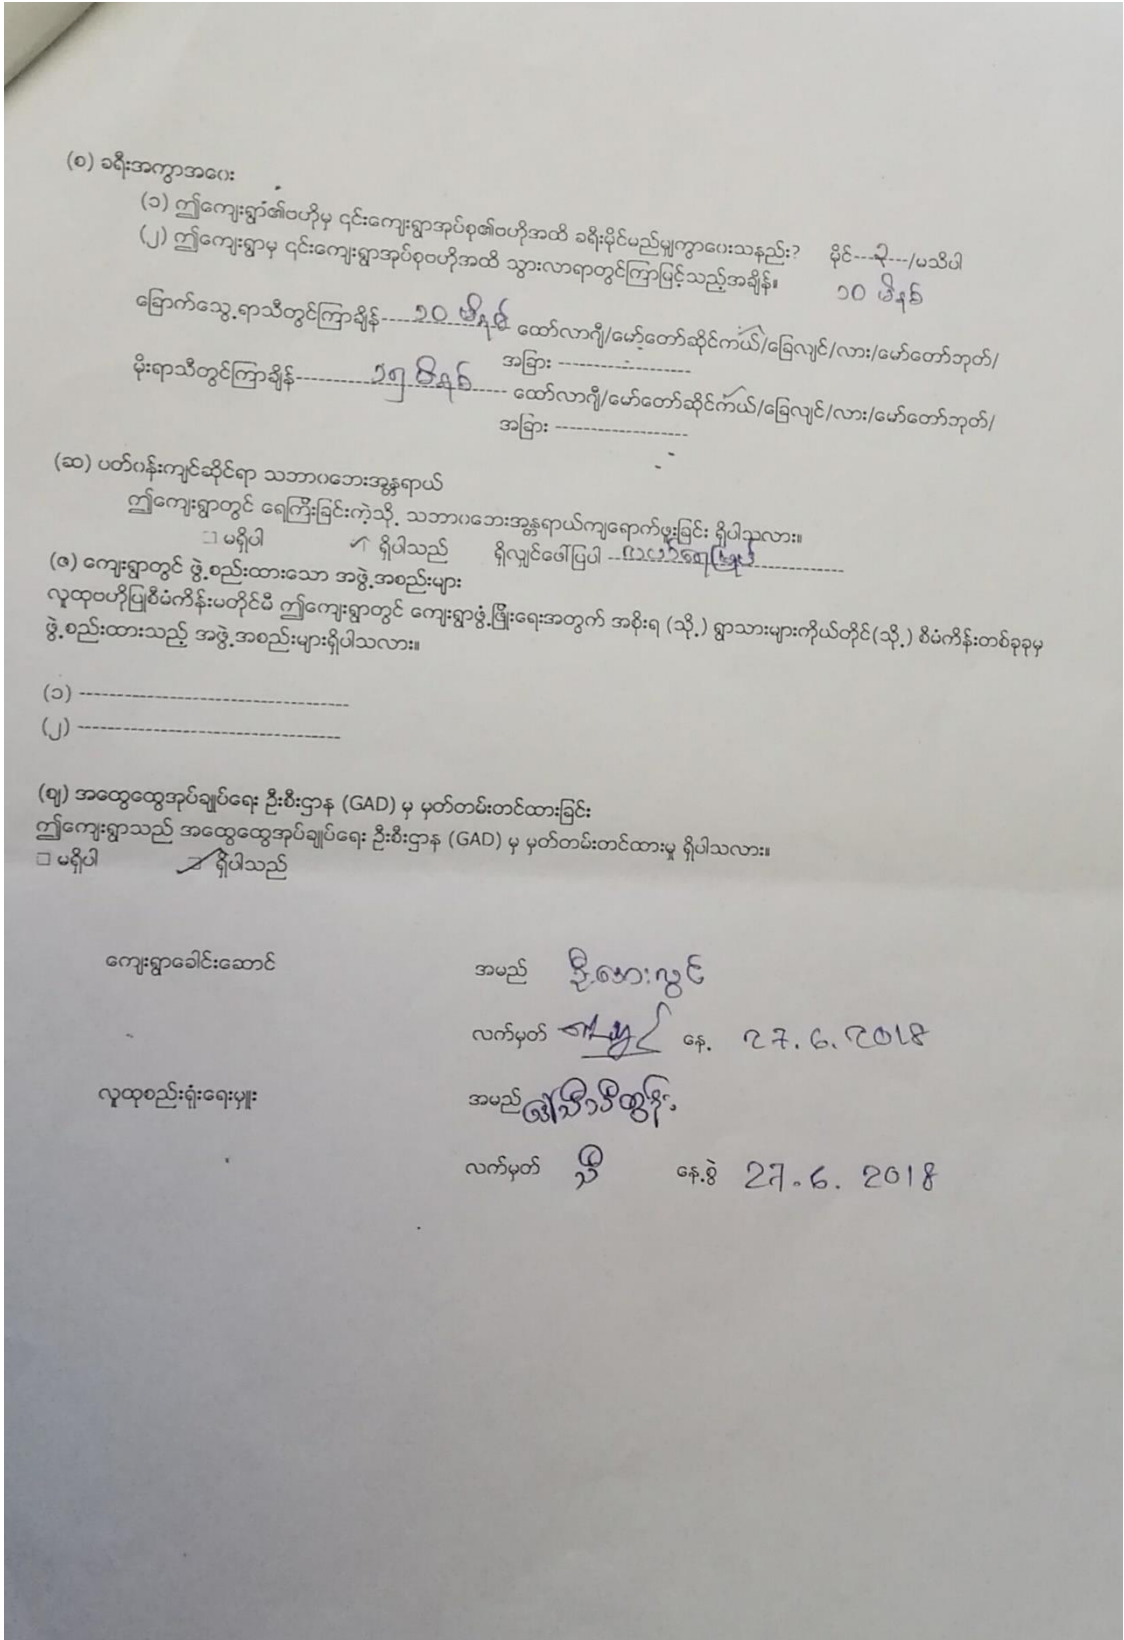 (စ) ခရီးအကွာအဝေး
(၁) ဤကျေးရွာ၏ဗဟိုမှ ၎င်းကျေးရွာအုပ်စု၏ဗဟိုအထိ ခရီးမိုင်မည်မျှကွာဝေးသနည်း? မိုင်---၃---/မသိပါ
(၂) ဤကျေးရွာမှ ၎င်းကျေးရွာအုပ်စုဗဟိုအထိ သွားလာရာတွင်ကြာမြင့်သည့်အချိန်။ ၁၀ မိနစ်
ခြောက်သွေ့ရာသီတွင်ကြာချိန်------၁၀ မိနစ်------ ထော်လာဂျီ/မော်တော်ဆိုင်ကယ်/ခြေလျင်/လား/မော်တော်ဘုတ်/
အခြား -------------------
မိုးရာသီတွင်ကြာချိန်------၁၅ မိနစ်------ ထော်လာဂျီ/မော်တော်ဆိုင်ကယ်/ခြေလျင်/လား/မော်တော်ဘုတ်/
အခြား -------------------
(ဆ) ပတ်ဝန်းကျင်ဆိုင်ရာ သဘာဝဘေးအန္တရာယ်
ဤကျေးရွာတွင် ရေကြီးခြင်းကဲ့သို့ သဘာဝဘေးအန္တရာယ်ကျရောက်ဖူးခြင်း ရှိပါသလား။
□ မရှိပါ ✓ ရှိပါသည် ရှိလျှင်ဖော်ပြပါ ---------------
(ဇ) ကျေးရွာတွင် ဖွဲ့စည်းထားသော အဖွဲ့အစည်းများ
လူထုဗဟိုပြုစီမံကိန်းမတိုင်မီ ဤကျေးရွာတွင် ကျေးရွာဖွံ့ဖြိုးရေးအတွက် အစိုးရ (သို့) ရွာသားများကိုယ်တိုင်(သို့) စီမံကိန်းတစ်ခုခုမှ
ဖွဲ့စည်းထားသည့် အဖွဲ့အစည်းများရှိပါသလား။
(၁) ------------------------------------
(၂) ------------------------------------
(ဈ) အထွေထွေအုပ်ချုပ်ရေး ဦးစီးဌာန (GAD) မှ မှတ်တမ်းတင်ထားခြင်း
ဤကျေးရွာသည် အထွေထွေအုပ်ချုပ်ရေး ဦးစီးဌာန (GAD) မှ မှတ်တမ်းတင်ထားမှု ရှိပါသလား။
□ မရှိပါ ☑ ရှိပါသည်
ကျေးရွာခေါင်းဆောင် အမည် ဦးအေးလွင်
လက်မှတ် နေ့ 27.6.2018
လူထုစည်းရုံးရေးမှူး အမည် ဒေါ်သီသီထွန်း
လက်မှတ် သီ နေ့စွဲ 27.6.2018